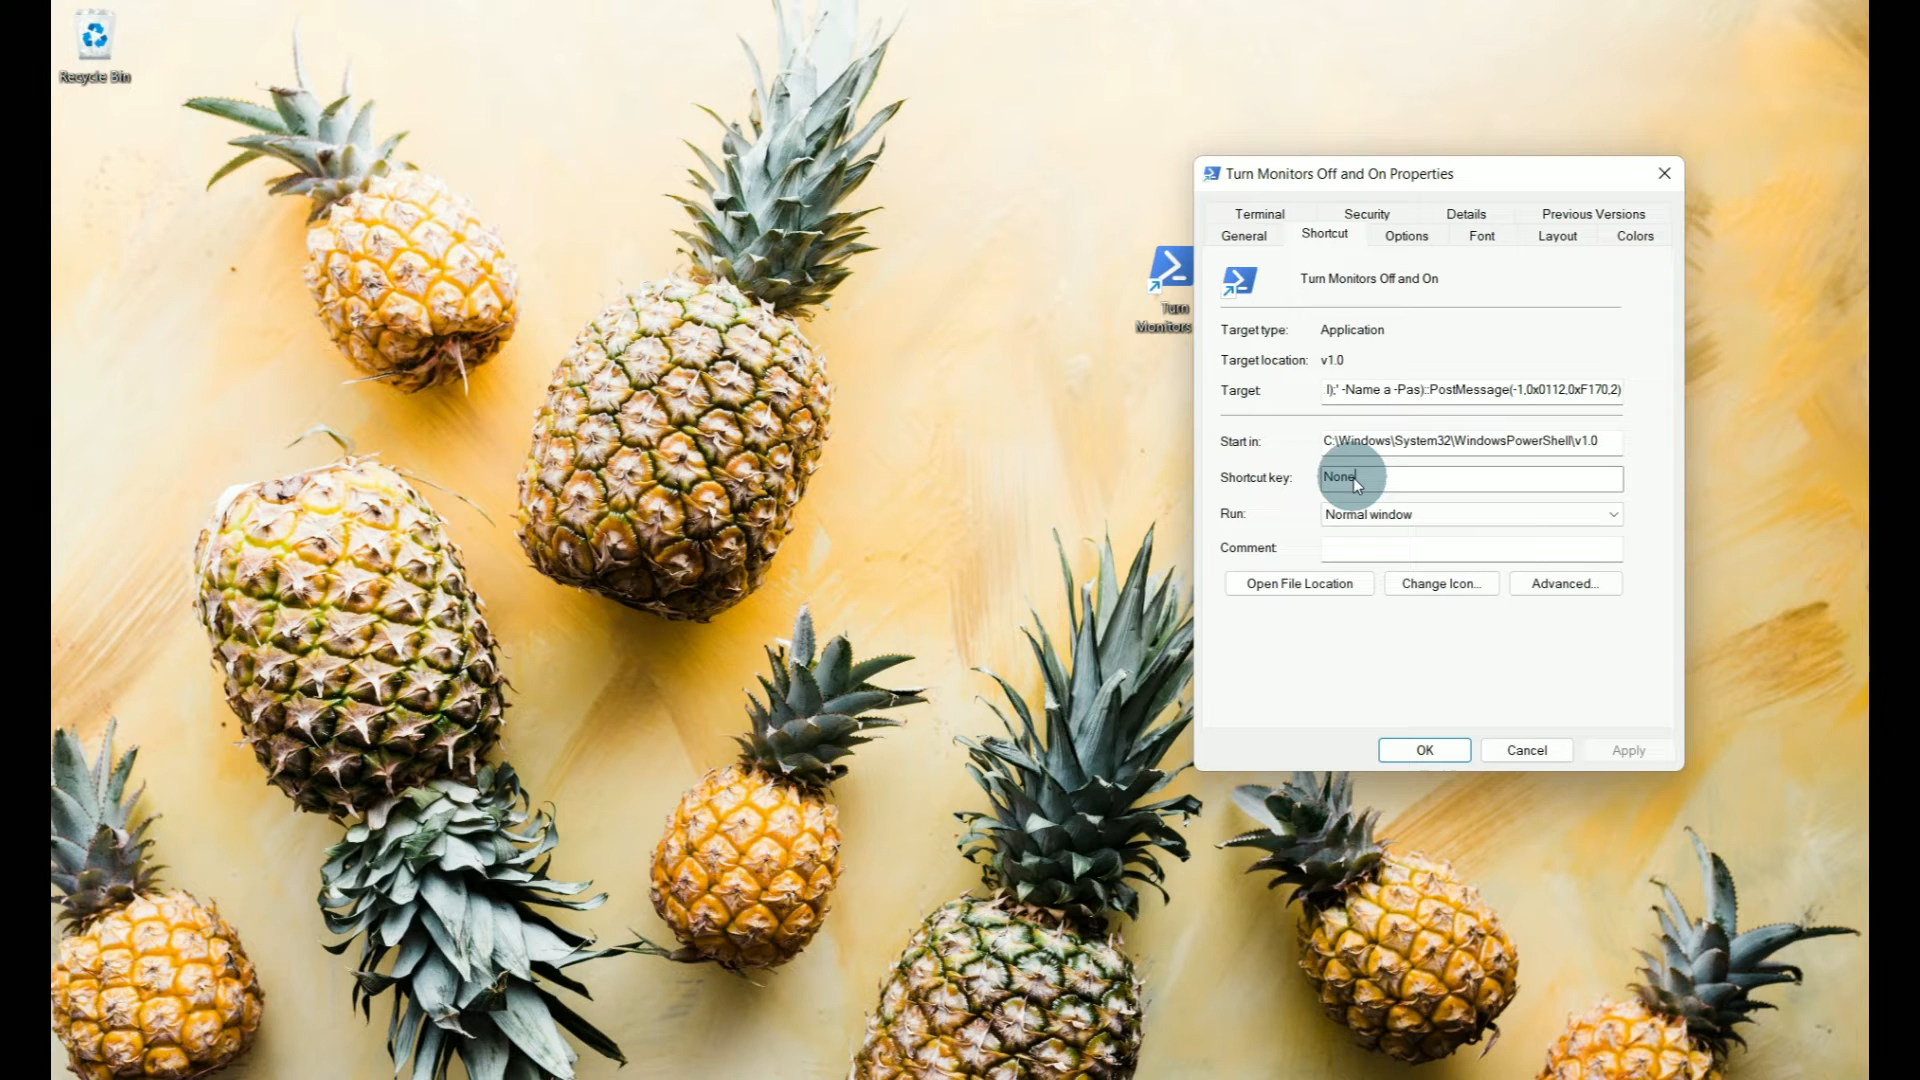 Recycle Bin
Turn
Monitors
Turn Monitors Off and On Properties
Terminal Security Details Previous Versions
General Shortcut Options Font Layout Colors
Turn Monitors Off and On
Target type: Application
Target location: v1.0
Target: l);' -Name a -Pas)::PostMessage(-1,0x0112,0xF170,2)
Start in: C:\Windows\System32\WindowsPowerShell\v1.0
Shortcut key: None
Run: Normal window
Comment:
Open File Location Change Icon... Advanced...
OK Cancel Apply